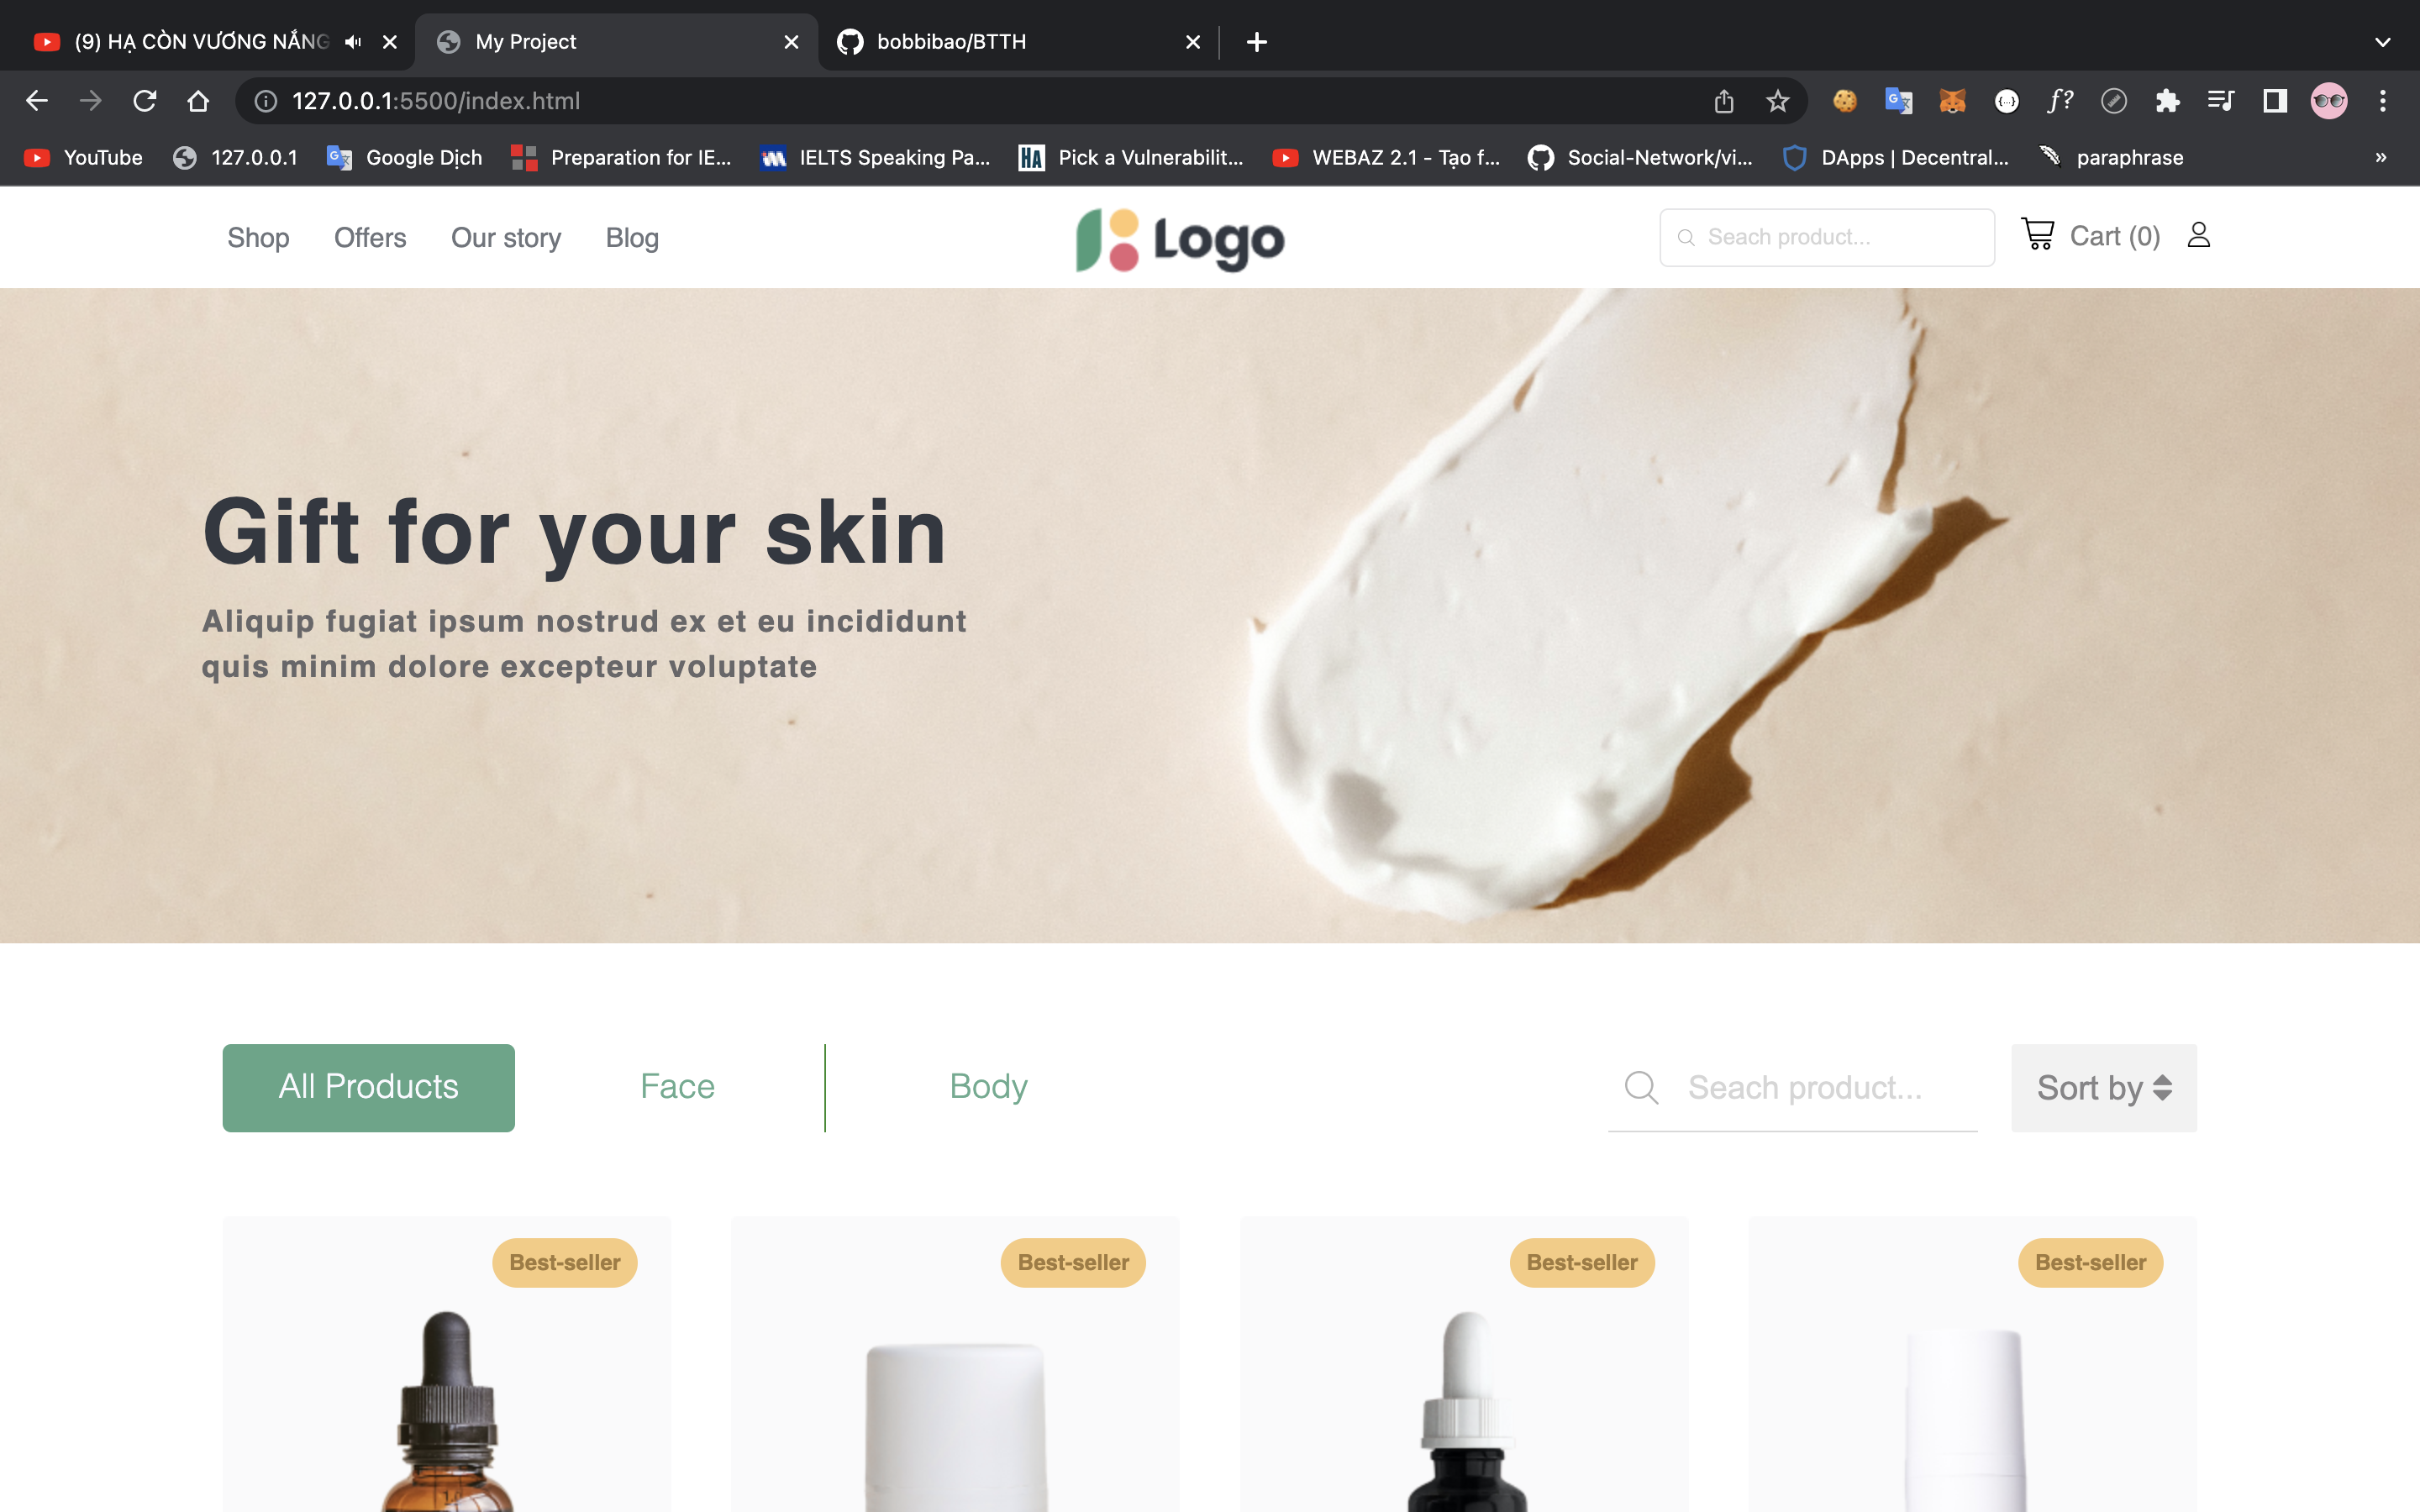 (9) HẠ CÒN VƯƠNG NẮNG
My Project
bobbibao/BTTH
127.0.0.1:5500/index.html
YouTube
127.0.0.1
Google Dịch
Preparation for IE...
IELTS Speaking Pa...
HA
Pick a Vulnerabilit...
WEBAZ 2.1 - Tạo f...
Social-Network/vi...
DApps | Decentral...
paraphrase
Shop
Offers
Our story
Blog
Logo
Seach product...
Cart (0)
Gift for your skin
Aliquip fugiat ipsum nostrud ex et eu incididunt
quis minim dolore excepteur voluptate
All Products
Face
Body
Seach product...
Sort by
Best-seller
Best-seller
Best-seller
Best-seller